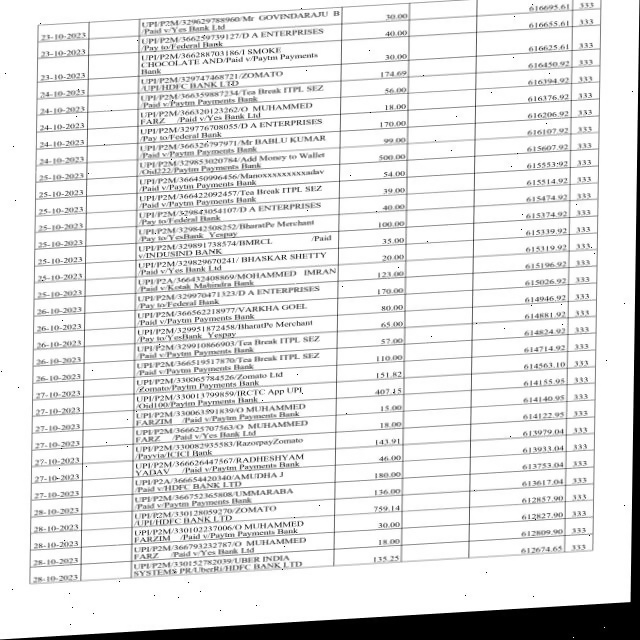 23-10-2023 UPI/P2M/329629788960/Mr GOVINDARAJU B 30.00 616695.61 333
/Paid v/Yes Bank Ltd
23-10-2023 UPI/P2M/366259739127/D A ENTERPRISES 40.00 616655.61 333
/Pay to/Federal Bank
UPI/P2M/366288703186/I SMOKE
23-10-2023 CHOCOLATE AND/Paid v/Paytm Payments 30.00 616625.61 333
Bank
24-10-2023 UPI/P2M/329747468721/ZOMATO 174.69 616450.92 333
/UPI/HDFC BANK LTD
24-10-2023 UPI/P2M/366359887234/Tea Break ITPL SEZ 56.00 616394.92 333
/Paid v/Paytm Payments Bank
24-10-2023 UPI/P2M/366320123262/O MUHAMMED 18.00 616376.92 333
FARZ /Paid v/Yes Bank Ltd
24-10-2023 UPI/P2M/329776708055/D A ENTERPRISES 170.00 616206.92 333
/Pay to/Federal Bank
24-10-2023 UPI/P2M/366326797971/Mr BABLU KUMAR 99.00 616107.92 333
/Paid v/Paytm Payments Bank
25-10-2023 UPI/P2M/329853020784/Add Money to Wallet 500.00 615607.92 333
/Oid222/Paytm Payments Bank
25-10-2023 UPI/P2M/366450996456/Manoxxxxxxxxxadav 54.00 615553.92 333
/Paid v/Paytm Payments Bank
25-10-2023 UPI/P2M/366422092457/Tea Break ITPL SEZ 39.00 615514.92 333
/Paid v/Paytm Payments Bank
25-10-2023 UPI/P2M/329843054107/D A ENTERPRISES 40.00 615474.92 333
/Pay to/Federal Bank
25-10-2023 UPI/P2M/329842508252/BharatPe Merchant 100.00 615374.92 333
/Pay to/YesBank_Yespay
25-10-2023 UPI/P2M/329891738574/BMRCL /Paid 35.00 615339.92 333
v/INDUSIND BANK
25-10-2023 UPI/P2M/329829670241/ BHASKAR SHETTY 20.00 615319.92 333
/Paid v/Yes Bank Ltd
25-10-2023 UPI/P2A/366432408869/MOHAMMED IMRAN 123.00 615196.92 333
/Paid v/Kotak Mahindra Bank
26-10-2023 UPI/P2M/329970471323/D A ENTERPRISES 170.00 615026.92 333
/Pay to/Federal Bank
26-10-2023 UPI/P2M/366562218977/VARKHA GOEL 80.00 614946.92 333
/Paid v/Paytm Payments Bank
26-10-2023 UPI/P2M/329951872458/BharatPe Merchant 65.00 614881.92 333
/Pay to/YesBank_Yespay
26-10-2023 UPI/P2M/329910866903/Tea Break ITPL SEZ 57.00 614824.92 333
/Paid v/Paytm Payments Bank
26-10-2023 UPI/P2M/366519517870/Tea Break ITPL SEZ 110.00 614714.92 333
/Paid v/Paytm Payments Bank
27-10-2023 UPI/P2M/330065784526/Zomato Ltd 151.82 614563.10 333
/Zomato/Paytm Payments Bank
27-10-2023 UPI/P2M/330013799859/IRCTC App UPI 407.15 614155.95 333
/Oid100/Paytm Payments Bank
27-10-2023 UPI/P2M/330063591839/O MUHAMMED 15.00 614140.95 333
FARZIM /Paid v/Paytm Payments Bank
27-10-2023 UPI/P2M/366625707563/O MUHAMMED 18.00 614122.95 333
FARZ /Paid v/Yes Bank Ltd
27-10-2023 UPI/P2M/330082935583/RazorpayZomato 143.91 613979.04 333
/Payvia/ICICI Bank
27-10-2023 UPI/P2M/366626447567/RADHESHYAM 46.00 613933.04 333
YADAV /Paid v/Paytm Payments Bank
27-10-2023 UPI/P2A/366654420340/AMUDHA J 180.00 613753.04 333
/Paid v/HDFC BANK LTD
28-10-2023 UPI/P2M/366752365808/UMMARABA 136.00 613617.04 333
/Paid v/Paytm Payments Bank
28-10-2023 UPI/P2M/330128059270/ZOMATO 759.14 612857.90 333
/UPI/HDFC BANK LTD
28-10-2023 UPI/P2M/330102237006/O MUHAMMED 30.00 612827.90 333
FARZIM /Paid v/Paytm Payments Bank
28-10-2023 UPI/P2M/366793232787/O MUHAMMED 18.00 612809.90 333
FARZ /Paid v/Yes Bank Ltd
28-10-2023 UPI/P2M/330152782039/UBER INDIA 135.25 612674.65 333
SYSTEMS PR/UberRi/HDFC BANK LTD